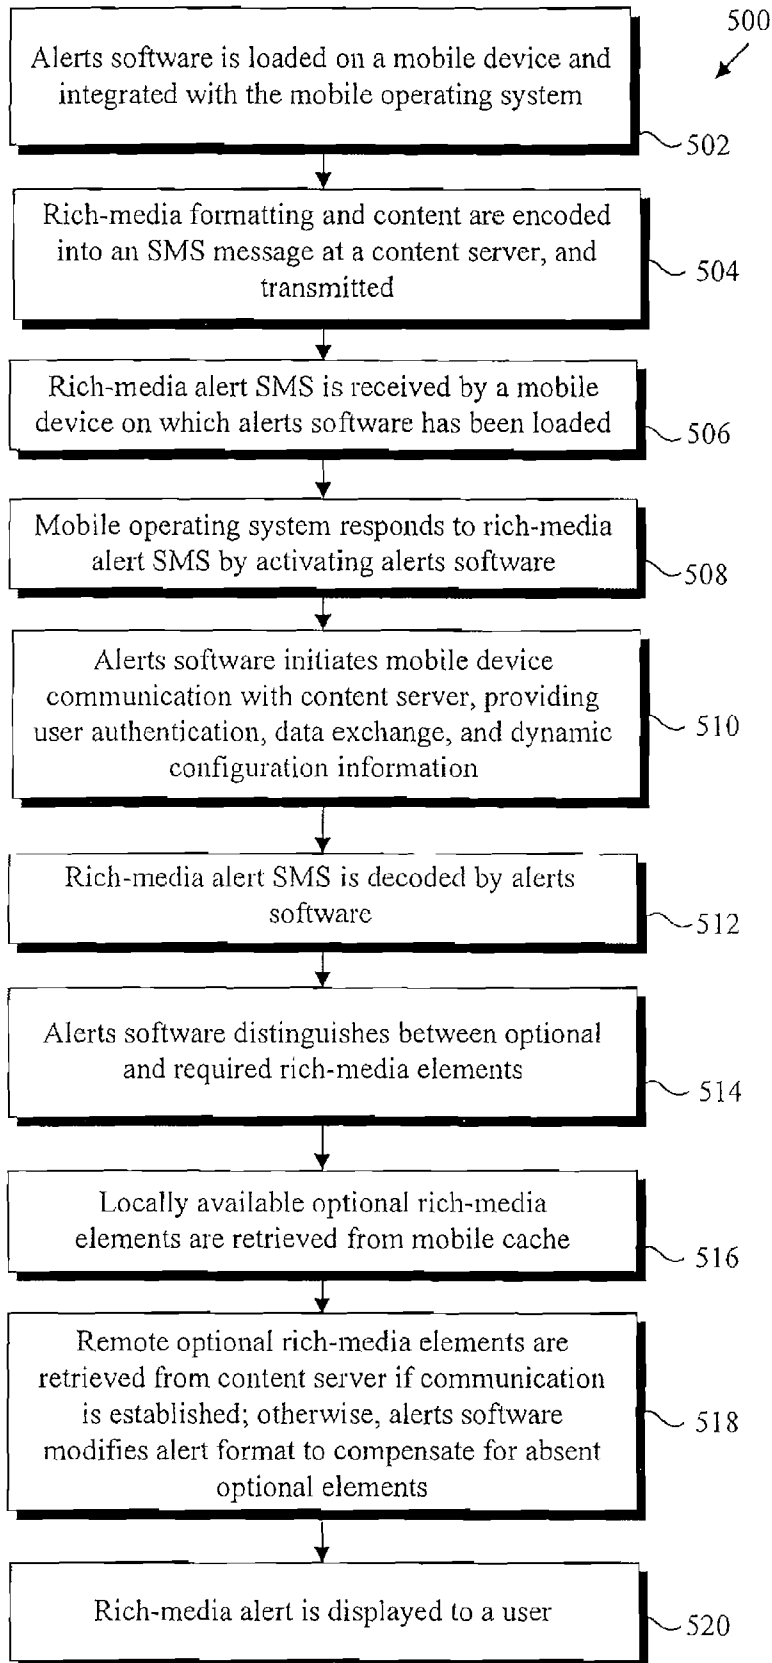 500
Alerts software is loaded on a mobile device and
integrated with the mobile operating system
502
Rich-media formatting and content are encoded
into an SMS message at a content server, and
transmitted
504
Rich-media alert SMS is received by a mobile
device on which alerts software has been loaded
506
Mobile operating system responds to rich-media
alert SMS by activating alerts software
508
Alerts software initiates mobile device
communication with content server, providing
user authentication, data exchange, and dynamic
configuration information
510
Rich-media alert SMS is decoded by alerts
software
512
Alerts software distinguishes between optional
and required rich-media elements
514
Locally available optional rich-media
elements are retrieved from mobile cache
516
Remote optional rich-media elements are
retrieved from content server if communication
is established; otherwise, alerts software
modifies alert format to compensate for absent
optional elements
518
Rich-media alert is displayed to a user
520